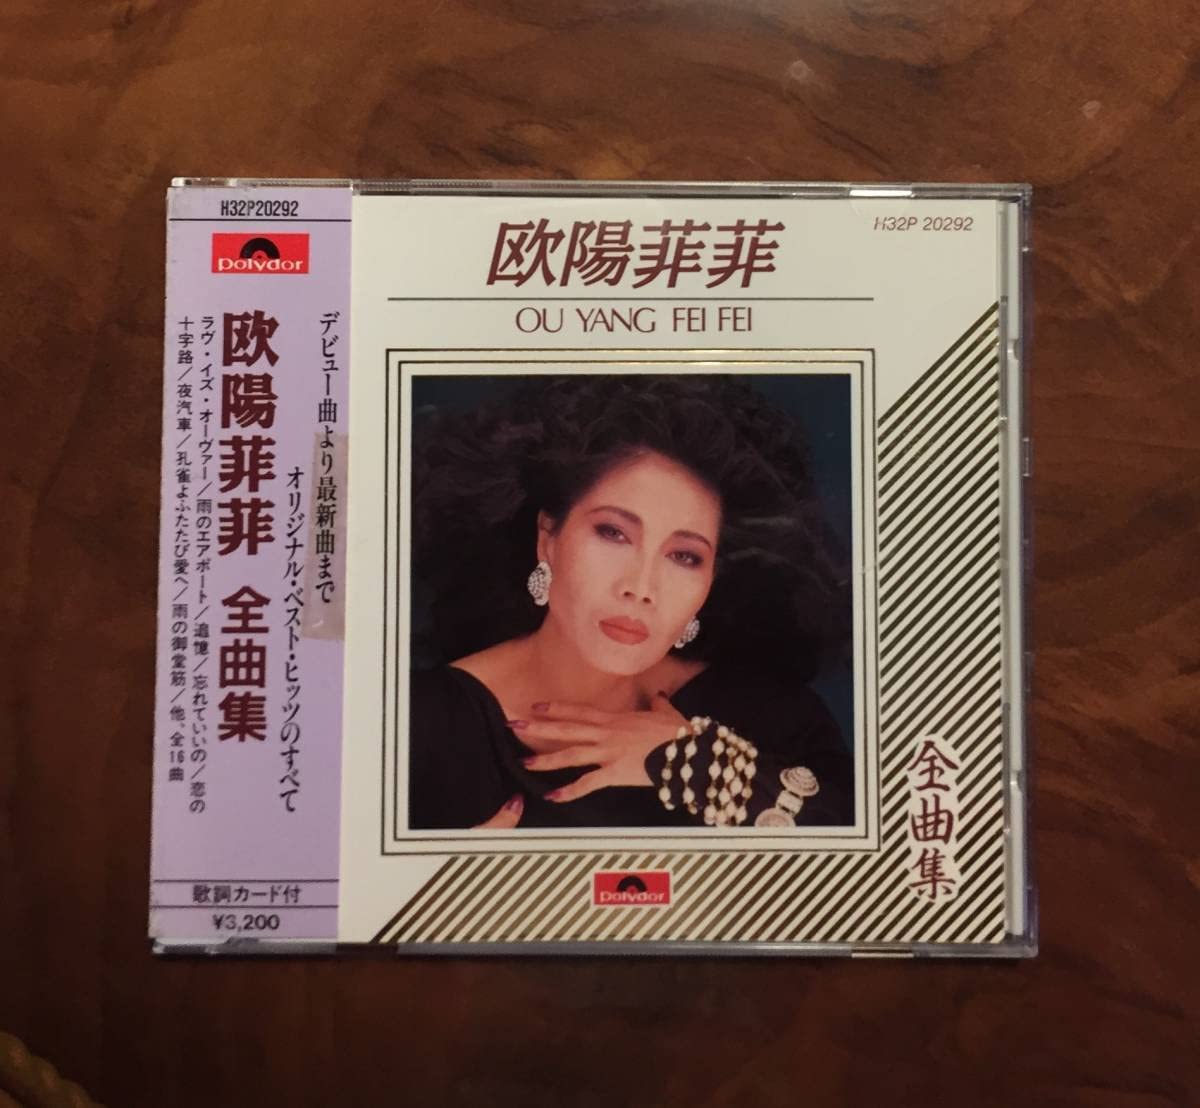 H32P20292
Polydor
デビュー曲より最新曲まで
オリジナル・ベスト・ヒッツのすべて
欧陽菲菲 全曲集
ラヴ・イズ・オーヴァー/雨のエアポート/追憶/忘れていいの/恋の
十字路/夜汽車/孔雀よふたたび愛へ/雨の御堂筋/他、全16曲
歌詞カード付
¥3,200
欧陽菲菲
H32P 20292
OU YANG FEI FEI
全曲集
Polydor